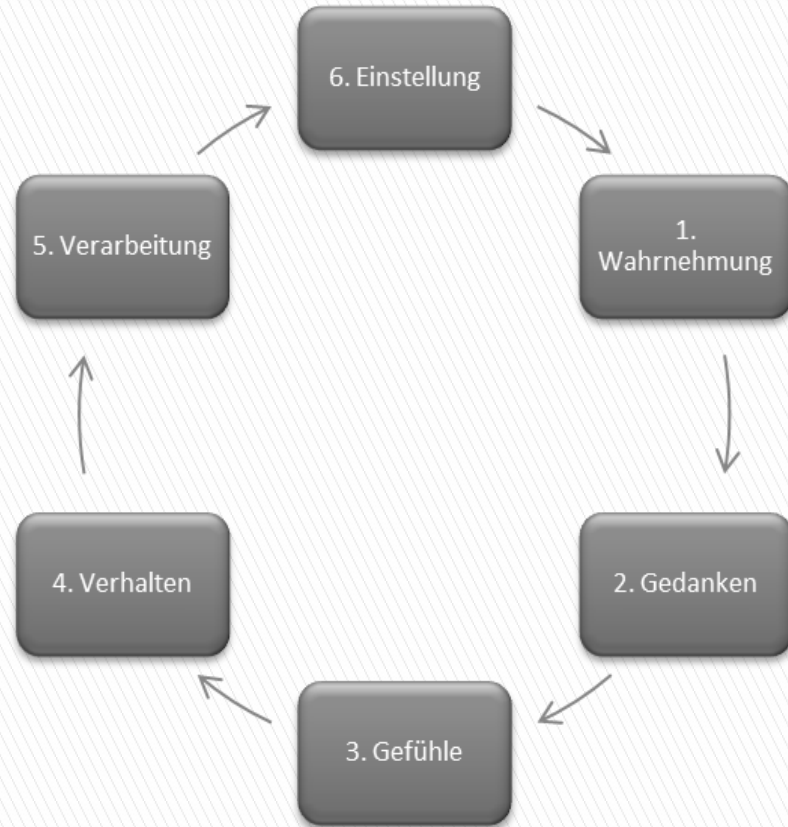 6. Einstellung
1.
Wahrnehmung
2. Gedanken
3. Gefühle
4. Verhalten
5. Verarbeitung